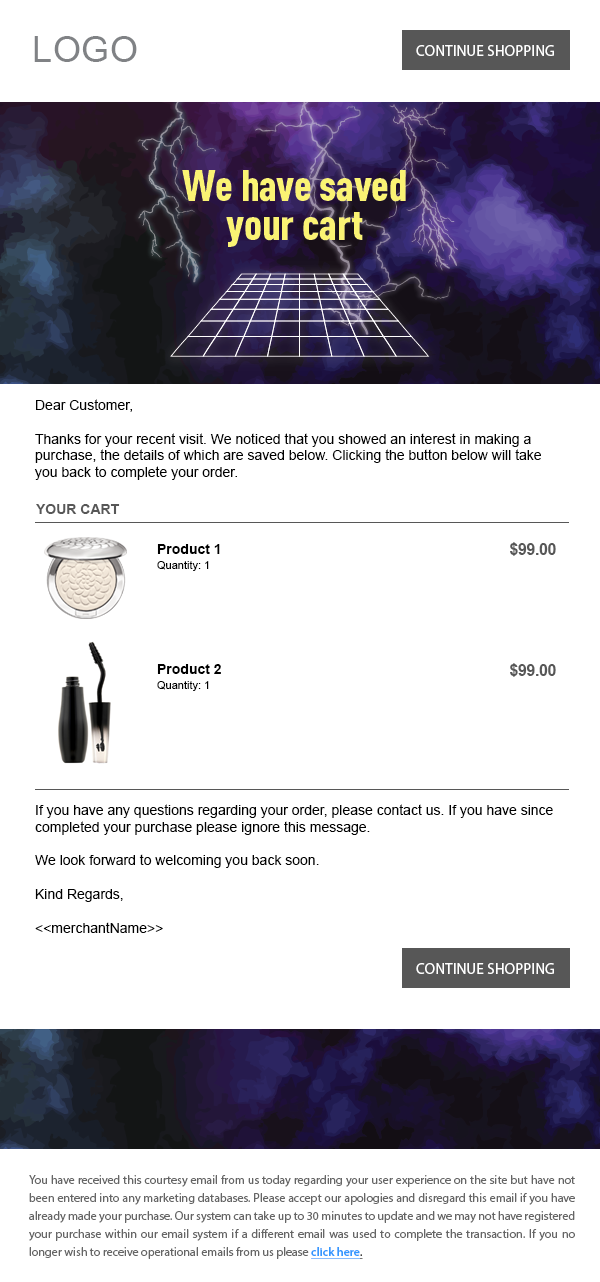 LOGO
CONTINUE SHOPPING
We have saved
your cart
Dear Customer,
Thanks for your recent visit. We noticed that you showed an interest in making a
purchase, the details of which are saved below. Clicking the button below will take
you back to complete your order.
YOUR CART
Product 1
$99.00
Quantity: 1
Product 2
$99.00
Quantity: 1
If you have any questions regarding your order, please contact us. If you have since
completed your purchase please ignore this message.
We look forward to welcoming you back soon.
Kind Regards,
<<merchantName>>
CONTINUE SHOPPING
You have received this courtesy email from us today regarding your user experience on the site but have not
been entered into any marketing databases. Please accept our apologies and disregard this email if you have
already made your purchase. Our system can take up to 30 minutes to update and we may not have registered
your purchase within our email system if a different email was used to complete the transaction. If you no
longer wish to receive operational emails from us please click here.